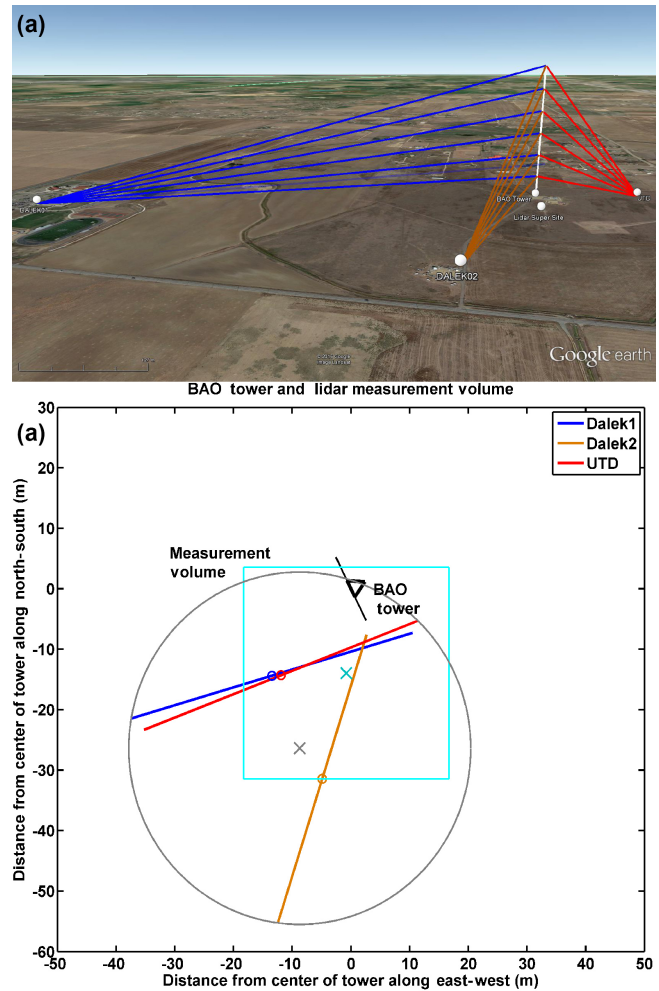 (a)
DALEK01
BAO Tower
UTD
Lidar Super Site
DALEK02
Google earth
BAO tower and lidar measurement volume
(a)
Dalek1
Dalek2
UTD
Measurement
volume
BAO
tower
30
20
10
0
-10
-20
-30
-40
-50
-60
Distance from center of tower along north-south (m)
-50
-40
-30
-20
-10
0
10
20
30
40
50
Distance from center of tower along east-west (m)